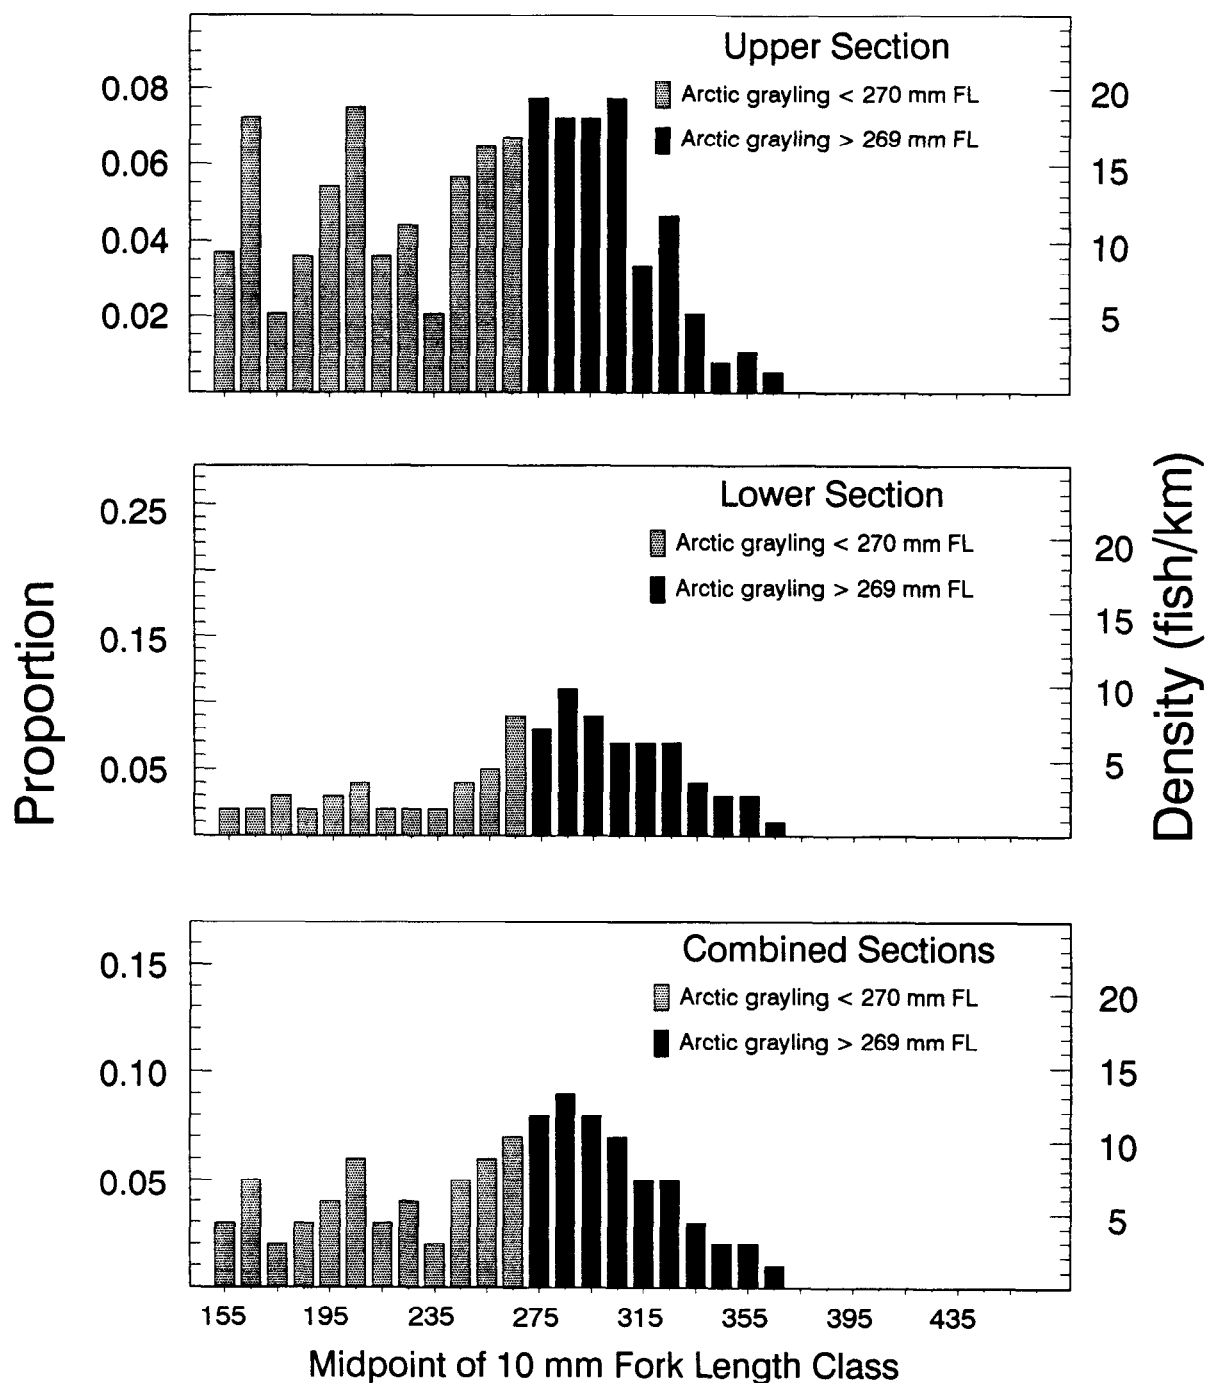 Upper Section
Arctic grayling < 270 mm FL
Arctic grayling > 269 mm FL
0.08
0.06
0.04
0.02
20
15
10
5
Lower Section
Arctic grayling < 270 mm FL
Arctic grayling > 269 mm FL
0.25
0.15
0.05
20
15
10
5
Proportion
Density (fish/km)
Combined Sections
Arctic grayling < 270 mm FL
Arctic grayling > 269 mm FL
0.15
0.10
0.05
20
15
10
5
155 195 235 275 315 355 395 435
Midpoint of 10 mm Fork Length Class